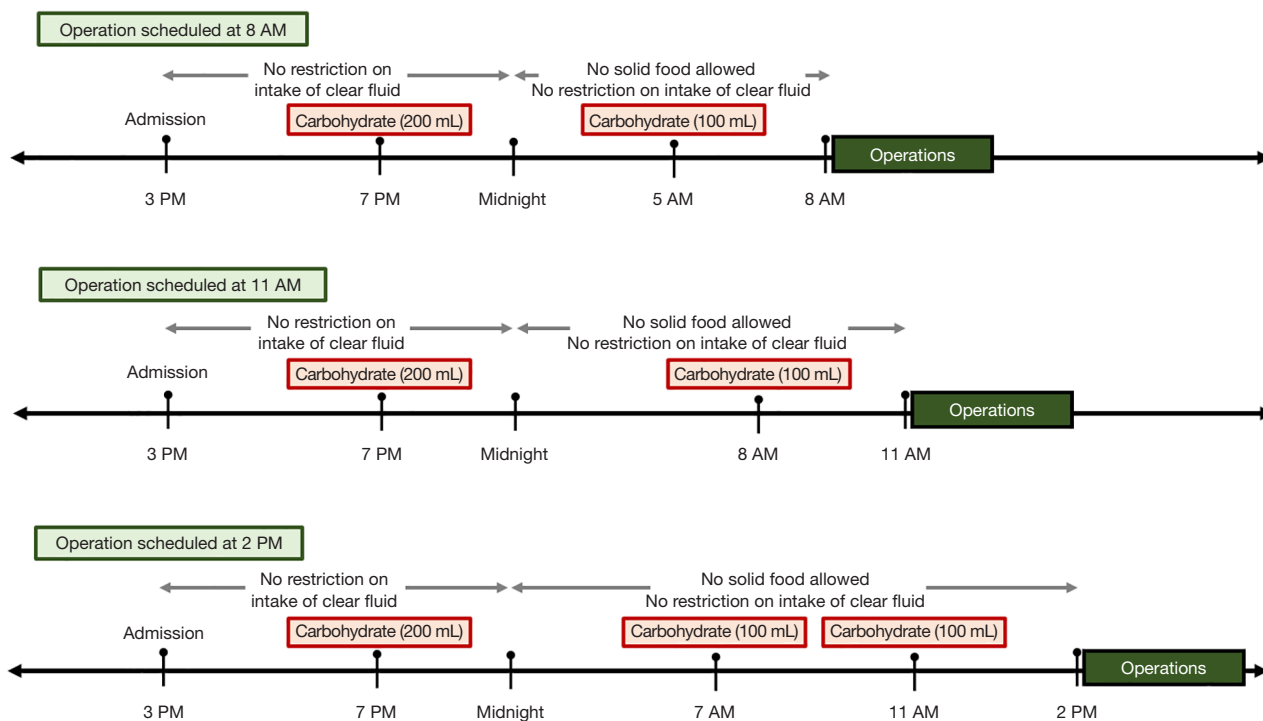 Operation scheduled at 8 AM
No restriction on
intake of clear fluid
No solid food allowed
No restriction on intake of clear fluid
Admission
Carbohydrate (200 mL)
Carbohydrate (100 mL)
Operations
3 PM
7 PM
Midnight
5 AM
8 AM
Operation scheduled at 11 AM
No restriction on
intake of clear fluid
No solid food allowed
No restriction on intake of clear fluid
Admission
Carbohydrate (200 mL)
Carbohydrate (100 mL)
Operations
3 PM
7 PM
Midnight
8 AM
11 AM
Operation scheduled at 2 PM
No restriction on
intake of clear fluid
No solid food allowed
No restriction on intake of clear fluid
Admission
Carbohydrate (200 mL)
Carbohydrate (100 mL)
Carbohydrate (100 mL)
Operations
3 PM
7 PM
Midnight
7 AM
11 AM
2 PM